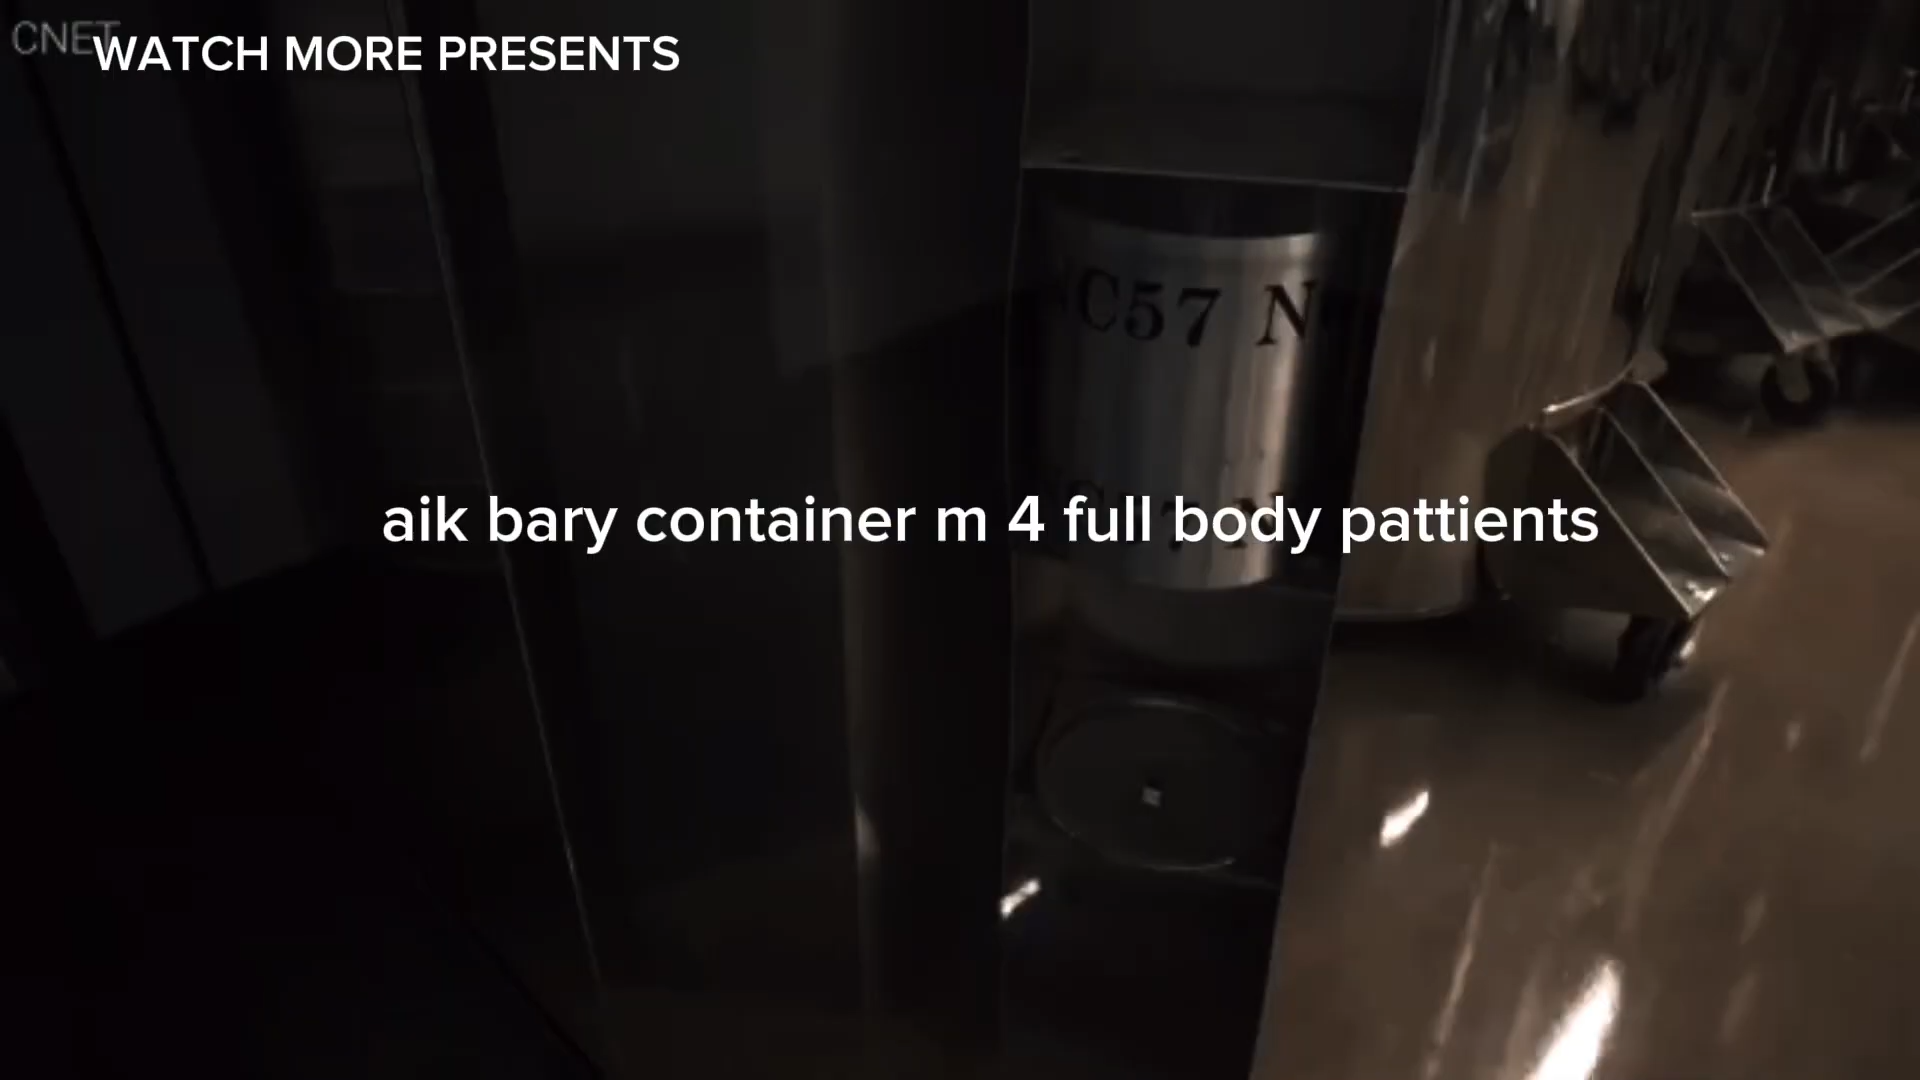 CNET
WATCH MORE PRESENTS
C57 N
aik bary container m 4 full body pattients